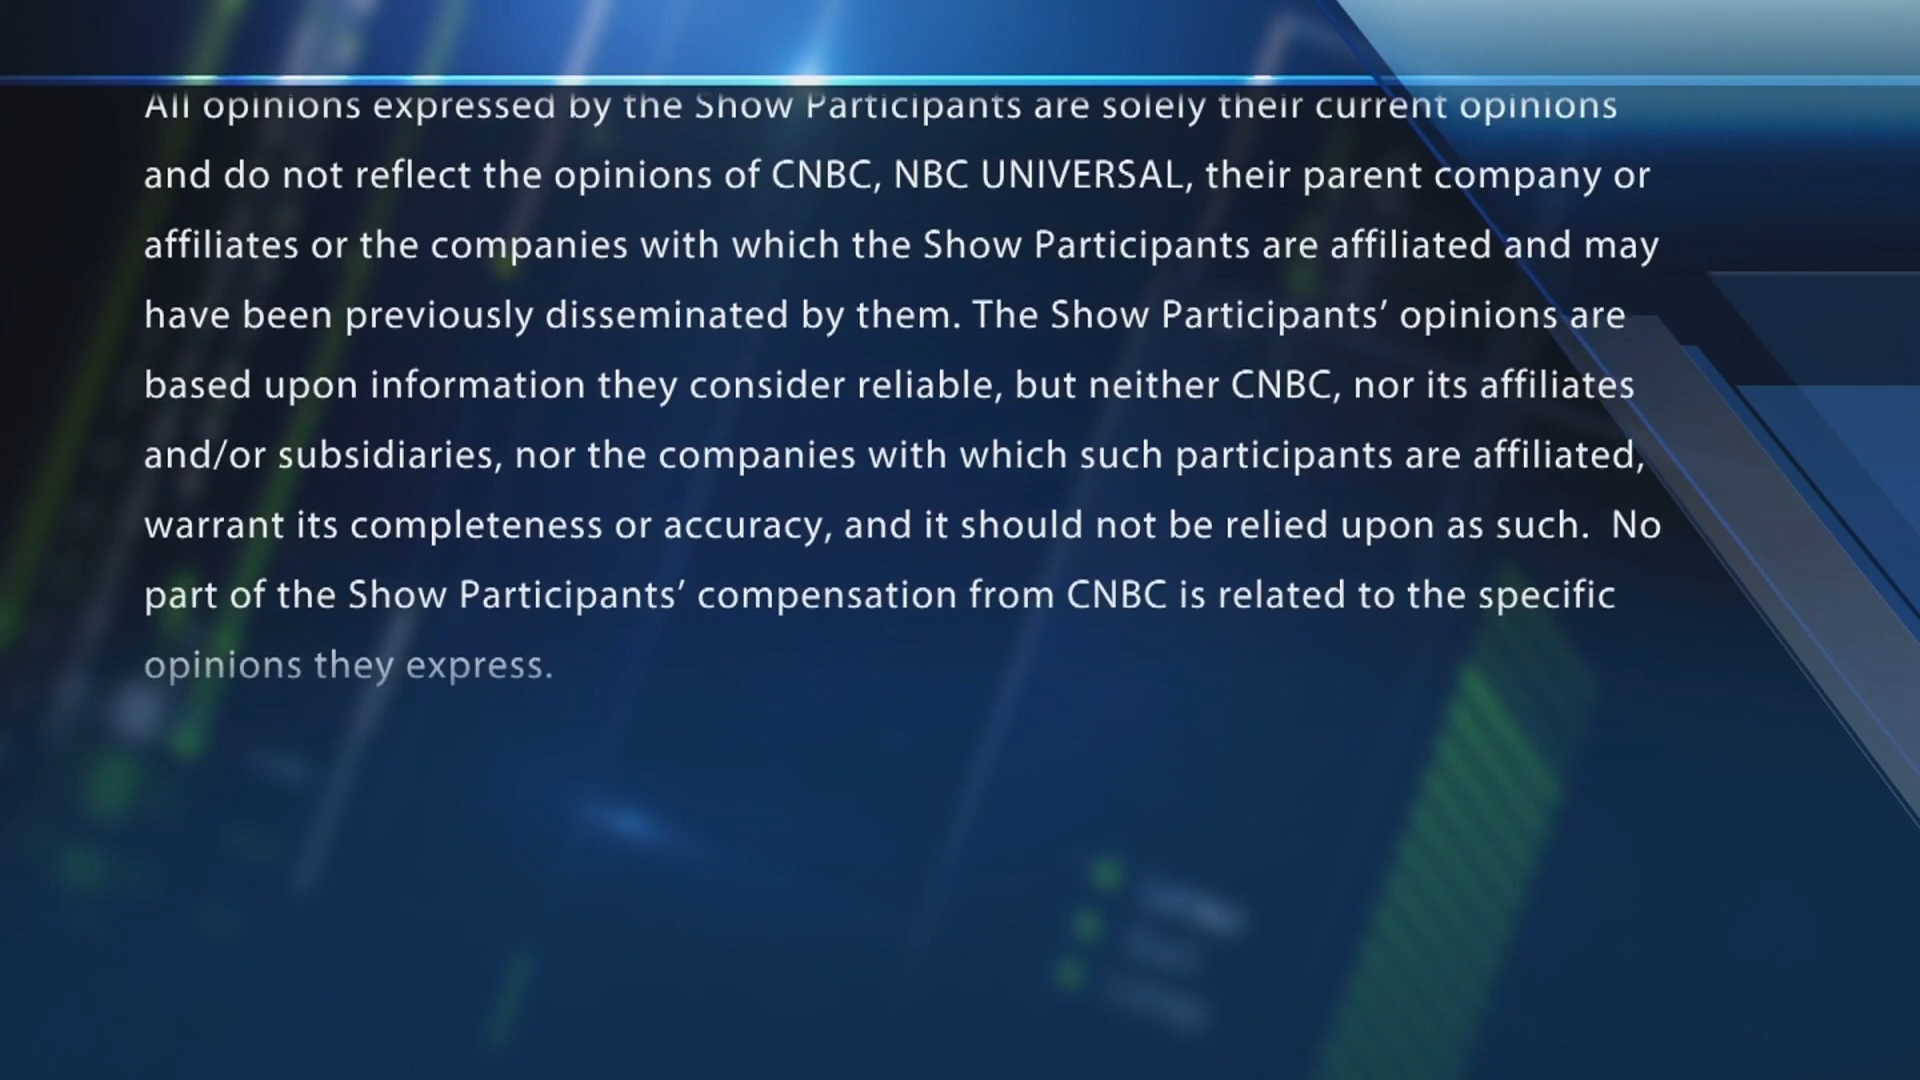 All opinions expressed by the Show Participants are solely their current opinions
and do not reflect the opinions of CNBC, NBC UNIVERSAL, their parent company or
affiliates or the companies with which the Show Participants are affiliated and may
have been previously disseminated by them. The Show Participants’ opinions are
based upon information they consider reliable, but neither CNBC, nor its affiliates
and/or subsidiaries, nor the companies with which such participants are affiliated,
warrant its completeness or accuracy, and it should not be relied upon as such.  No
part of the Show Participants’ compensation from CNBC is related to the specific
opinions they express.